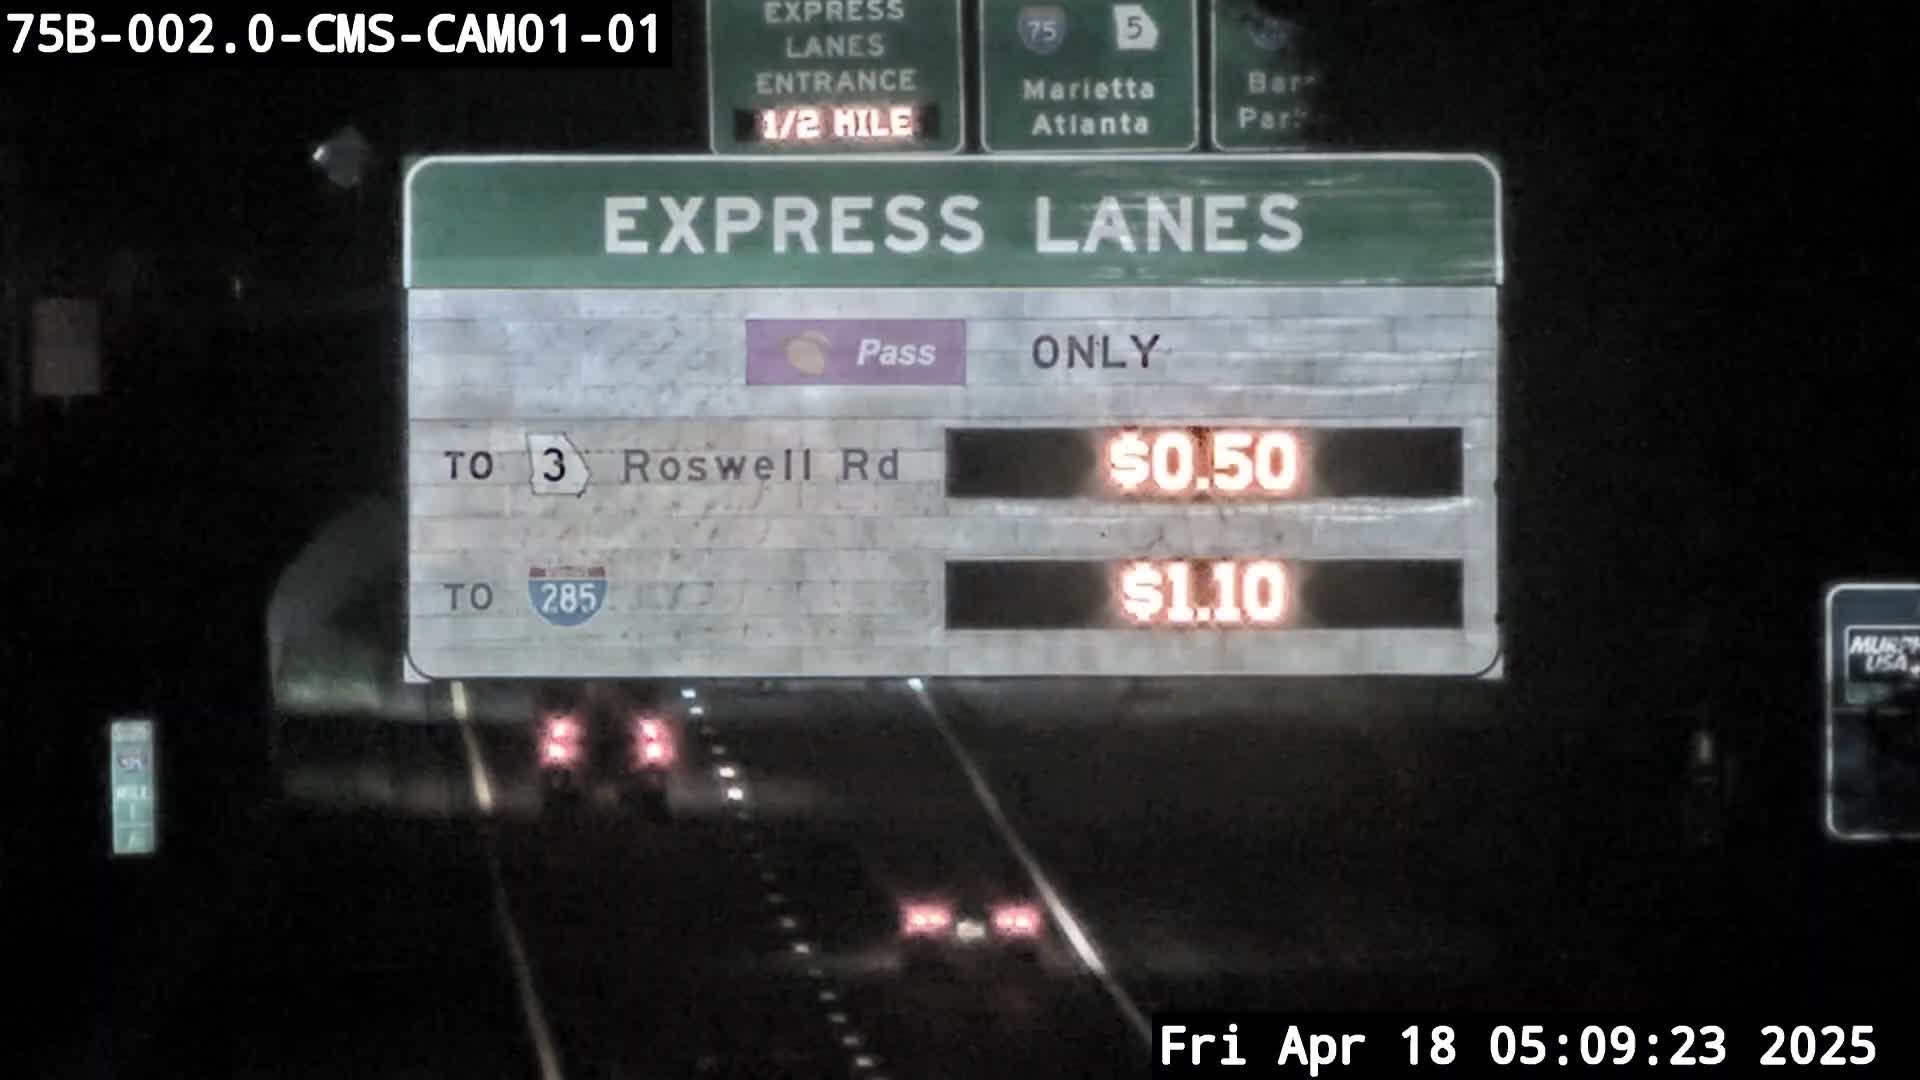 75B-002.0-CMS-CAM01-01
EXPRESS
LANES
ENTRANCE
1/2 MILE
75 5
Marietta
Atlanta
EXPRESS LANES
Pass ONLY
TO 3 Roswell Rd $0.50
TO 285 $1.10
USA
Fri Apr 18 05:09:23 2025